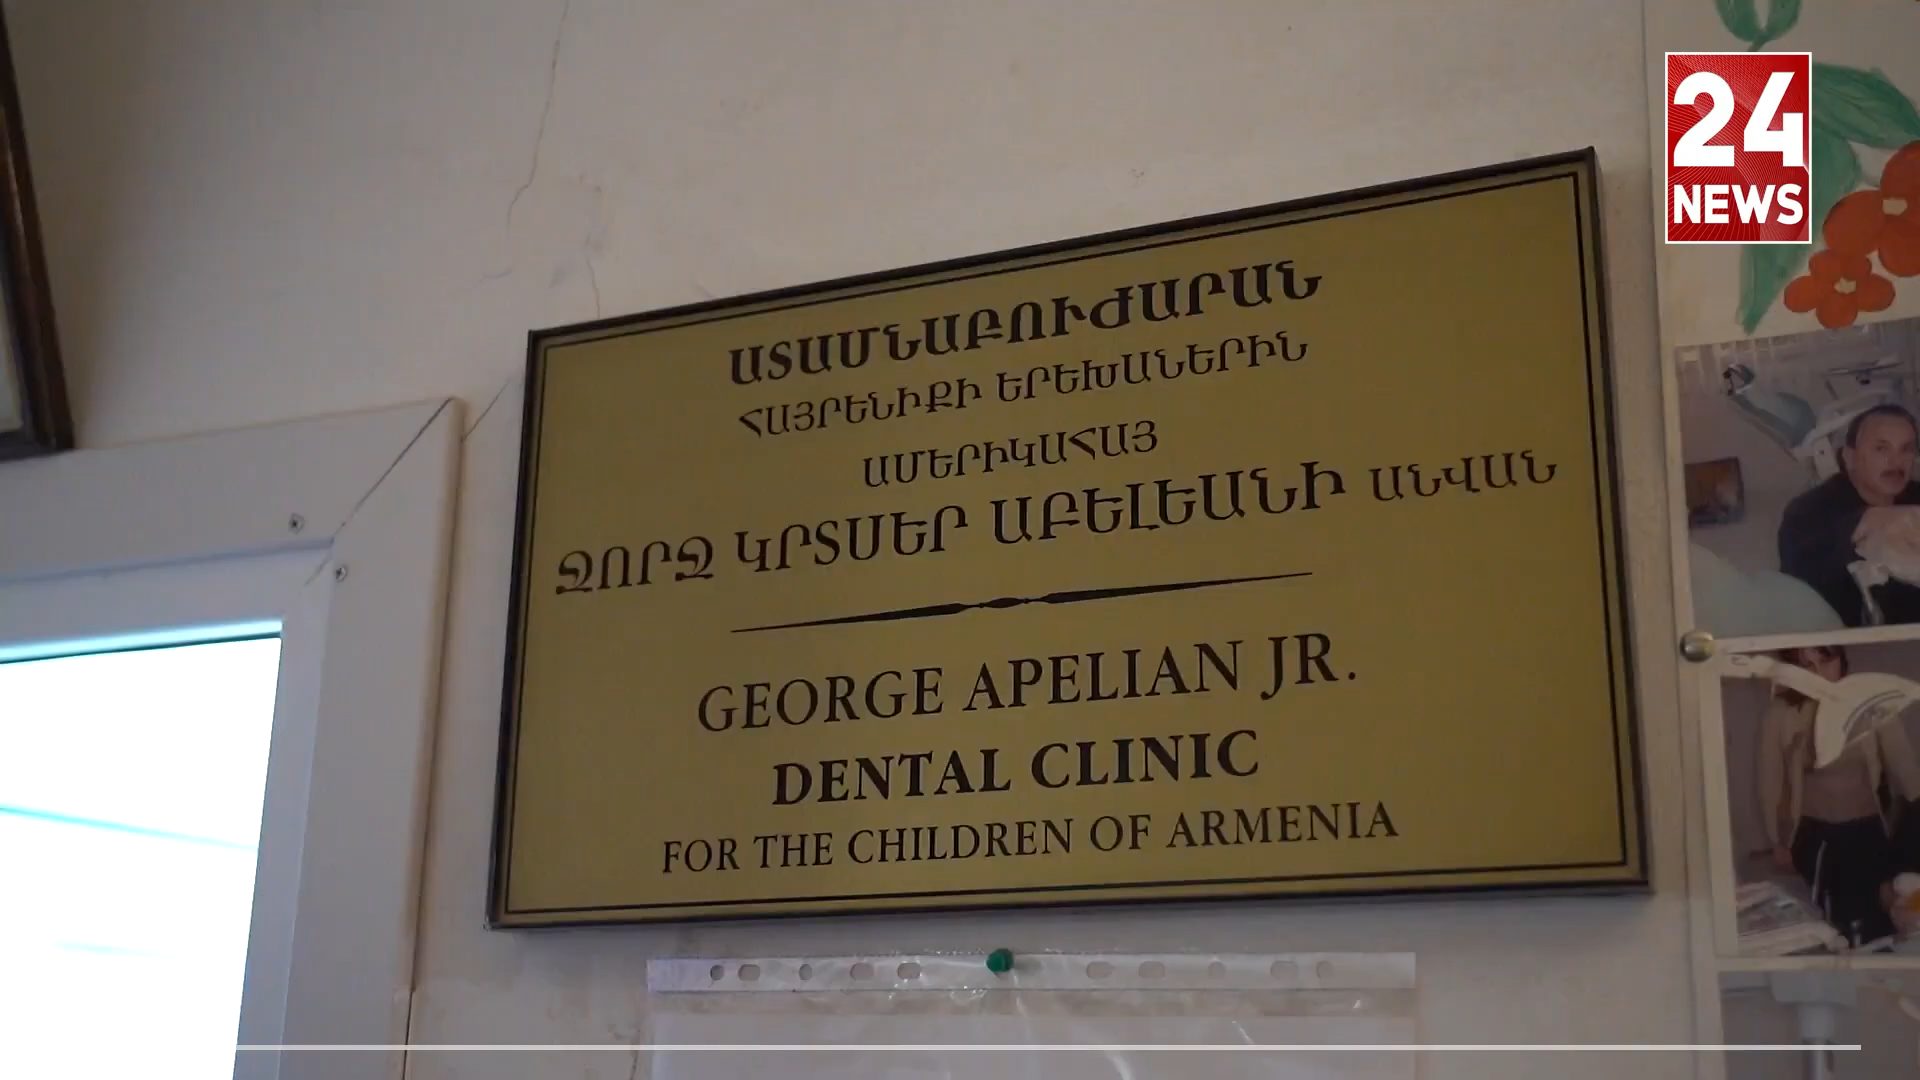 24
NEWS
ԱՏԱՄՆԱԲՈՒԺԱՐԱՆ
ՀԱՅՐԵՆԻՔԻ ԵՐԵԽԱՆԵՐԻՆ
ԱՄԵՐԻԿԱՀԱՅ
ՋՈՐՋ ԿՐՏՍԵՐ ԱԲԵԼԵԱՆԻ ԱՆՎԱՆ
GEORGE APELIAN JR.
DENTAL CLINIC
FOR THE CHILDREN OF ARMENIA